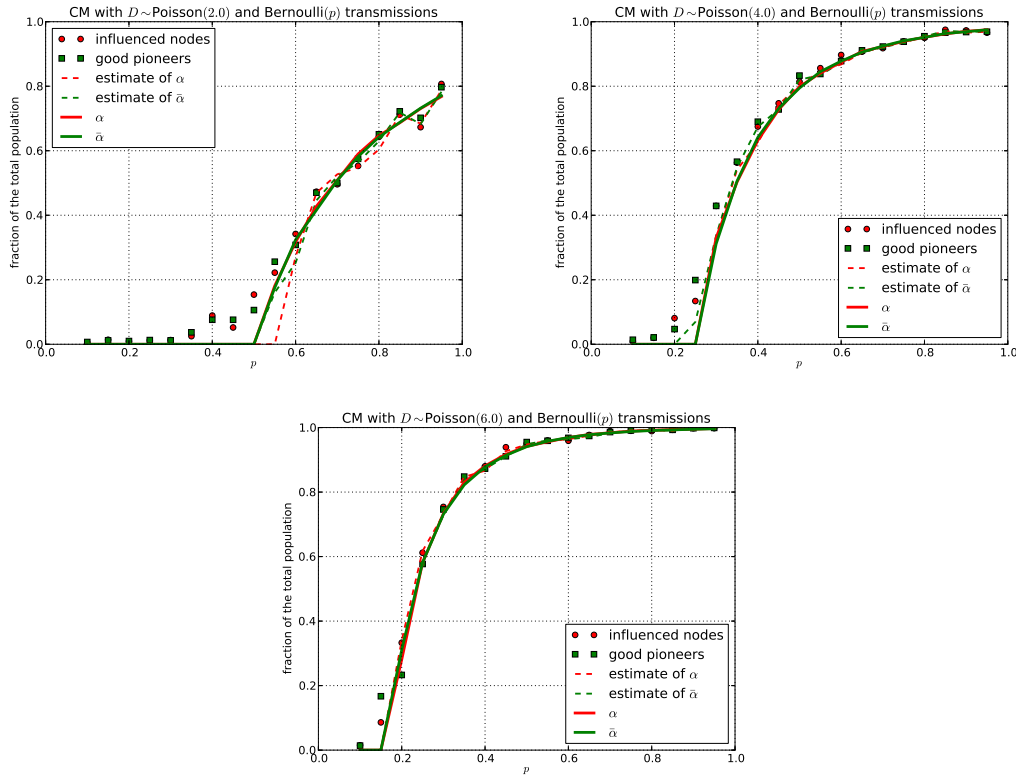 CM with D∼Poisson(2.0) and Bernoulli(p) transmissions
fraction of the total population
1.0
0.8
0.6
0.4
0.2
0.0
influenced nodes
good pioneers
estimate of α
estimate of ᾱ
α
ᾱ
0.0 0.2 0.4 0.6 0.8 1.0
p
CM with D∼Poisson(4.0) and Bernoulli(p) transmissions
fraction of the total population
1.0
0.8
0.6
0.4
0.2
0.0
influenced nodes
good pioneers
estimate of α
estimate of ᾱ
α
ᾱ
0.0 0.2 0.4 0.6 0.8 1.0
p
CM with D∼Poisson(6.0) and Bernoulli(p) transmissions
fraction of the total population
1.0
0.8
0.6
0.4
0.2
0.0
influenced nodes
good pioneers
estimate of α
estimate of ᾱ
α
ᾱ
0.0 0.2 0.4 0.6 0.8 1.0
p